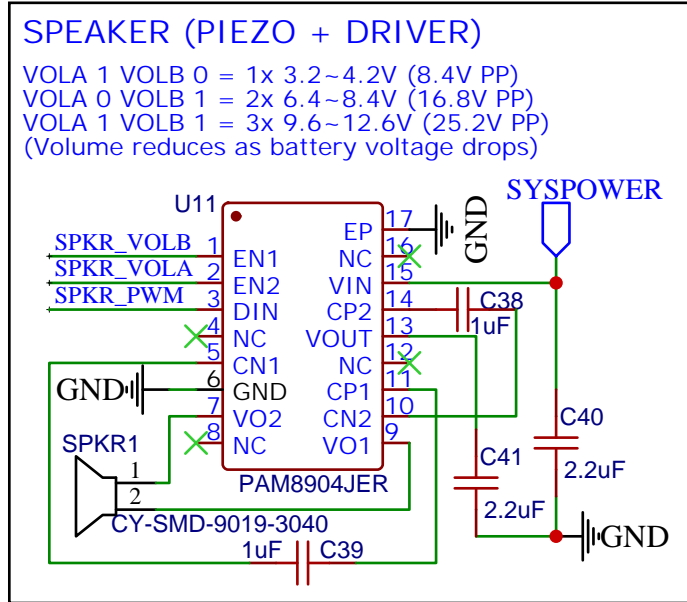 SPEAKER (PIEZO + DRIVER)
VOLA 1 VOLB 0 = 1x 3.2~4.2V (8.4V PP)
VOLA 0 VOLB 1 = 2x 6.4~8.4V (16.8V PP)
VOLA 1 VOLB 1 = 3x 9.6~12.6V (25.2V PP)
(Volume reduces as battery voltage drops)
SYSPOWER
U11
GND
SPKR_VOLB 1 EN1
SPKR_VOLA 2 EN2
SPKR_PWM 3 DIN
4 NC
5 CN1
GND 6 GND
7 VO2
8 NC
EP 17
NC 16
VIN 15
CP2 14
VOUT 13
NC 12
CP1 11
CN2 10
VO1 9
C38
1uF
SPKR1
1
2
PAM8904JER
CY-SMD-9019-3040
1uF C39
C41
2.2uF
C40
2.2uF
GND